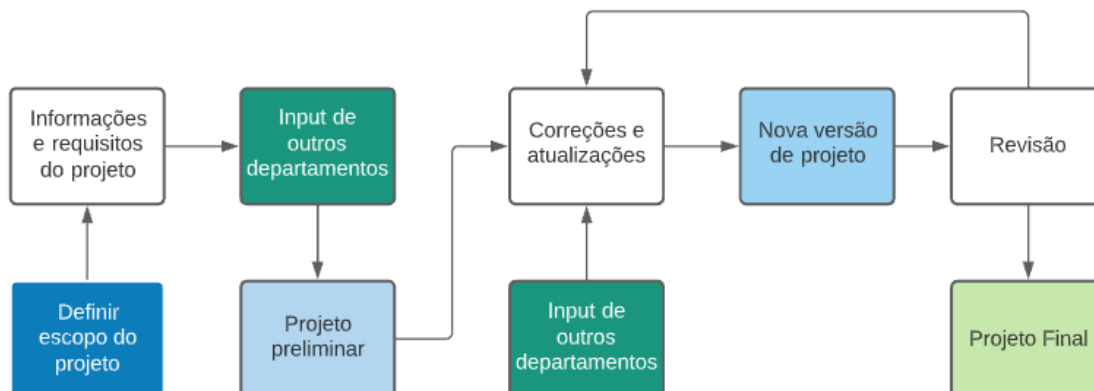 Informações
e requisitos
do projeto
Input de
outros
departamentos
Correções e
atualizações
Nova versão
de projeto
Revisão
Definir
escopo do
projeto
Projeto
preliminar
Input de
outros
departamentos
Projeto Final